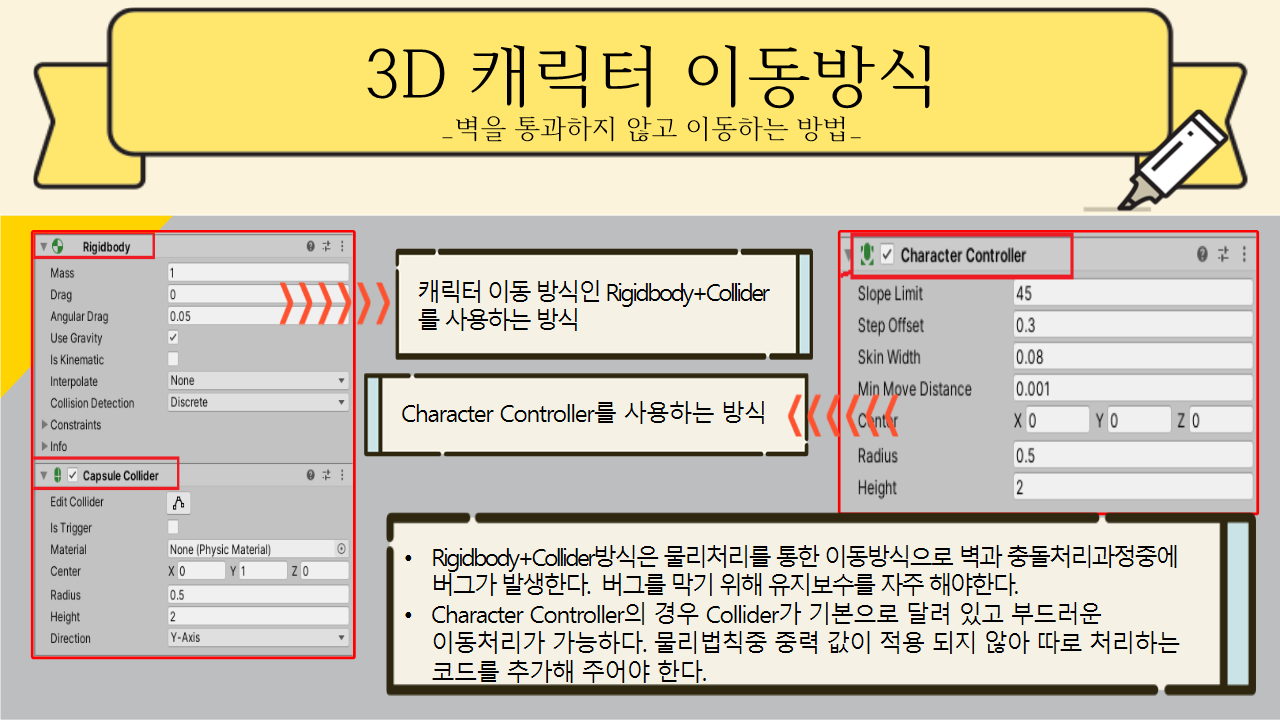 3D 캐릭터 이동방식
_벽을 통과하지 않고 이동하는 방법_
Rigidbody
Mass 1
Drag 0
Angular Drag 0.05
Use Gravity
Is Kinematic
Interpolate None
Collision Detection Discrete
Constraints
Info
Capsule Collider
Edit Collider
Is Trigger
Material None (Physic Material)
Center X 0 Y 1 Z 0
Radius 0.5
Height 2
Direction Y-Axis
캐릭터 이동 방식인 Rigidbody+Collider
를 사용하는 방식
Character Controller를 사용하는 방식
Character Controller
Slope Limit 45
Step Offset 0.3
Skin Width 0.08
Min Move Distance 0.001
Center X 0 Y 0 Z 0
Radius 0.5
Height 2
• Rigidbody+Collider방식은 물리처리를 통한 이동방식으로 벽과 충돌처리과정중에
버그가 발생한다. 버그를 막기 위해 유지보수를 자주 해야한다.
• Character Controller의 경우 Collider가 기본으로 달려 있고 부드러운
이동처리가 가능하다. 물리법칙중 중력 값이 적용 되지 않아 따로 처리하는
코드를 추가해 주어야 한다.